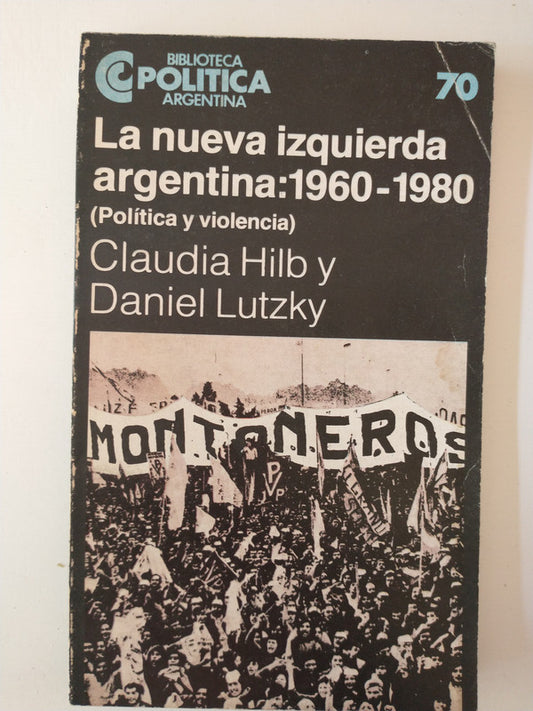 BIBLIOTECA
POLITICA
ARGENTINA
70
La nueva izquierda
argentina:1960-1980
(Política y violencia)
Claudia Hilb y
Daniel Lutzky
MONTONEROS